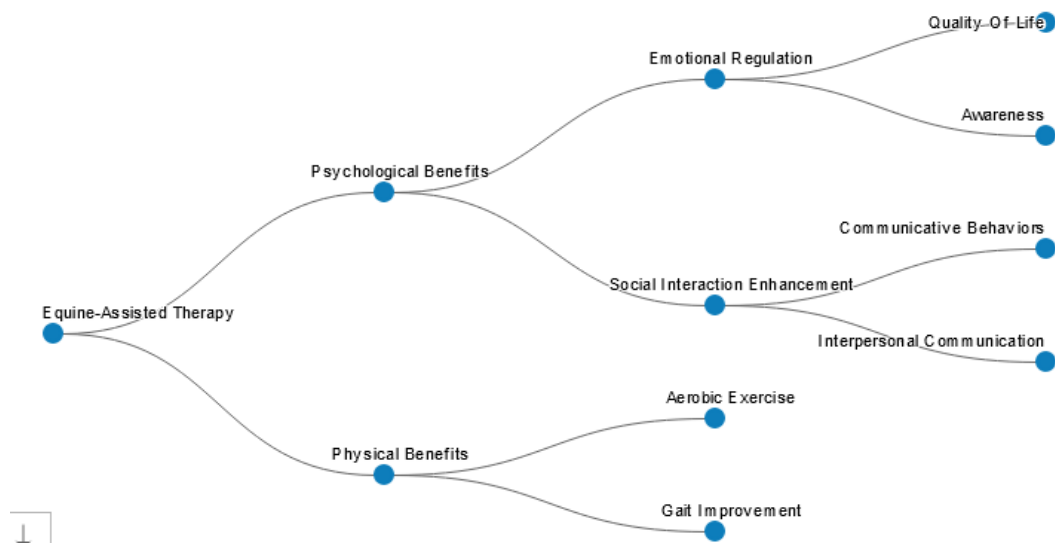 Quality Of Life
Emotional Regulation
Awareness
Psychological Benefits
Communicative Behaviors
Social Interaction Enhancement
Equine-Assisted Therapy
Interpersonal Communication
Aerobic Exercise
Physical Benefits
Gait Improvement